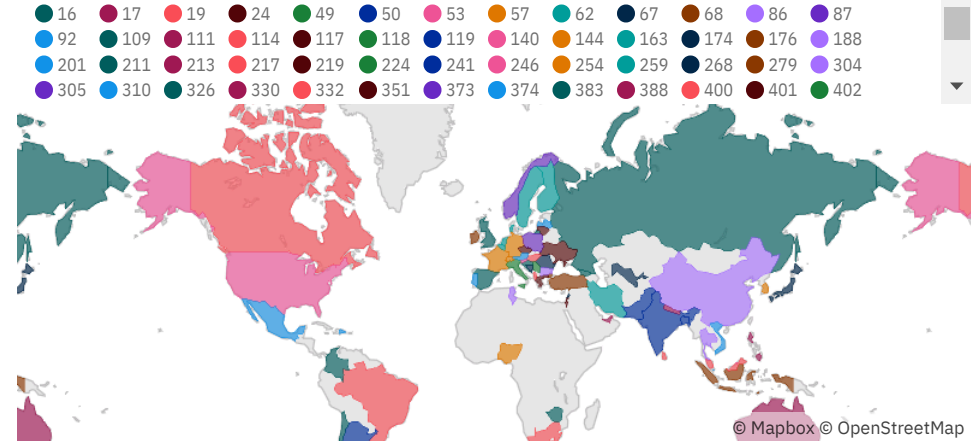 16 17 19 24 49 50 53 57 62 67 68 86 87
92 109 111 114 117 118 119 140 144 163 174 176 188
201 211 213 217 219 224 241 246 254 259 268 279 304
305 310 326 330 332 351 373 374 383 388 400 401 402
© Mapbox © OpenStreetMap